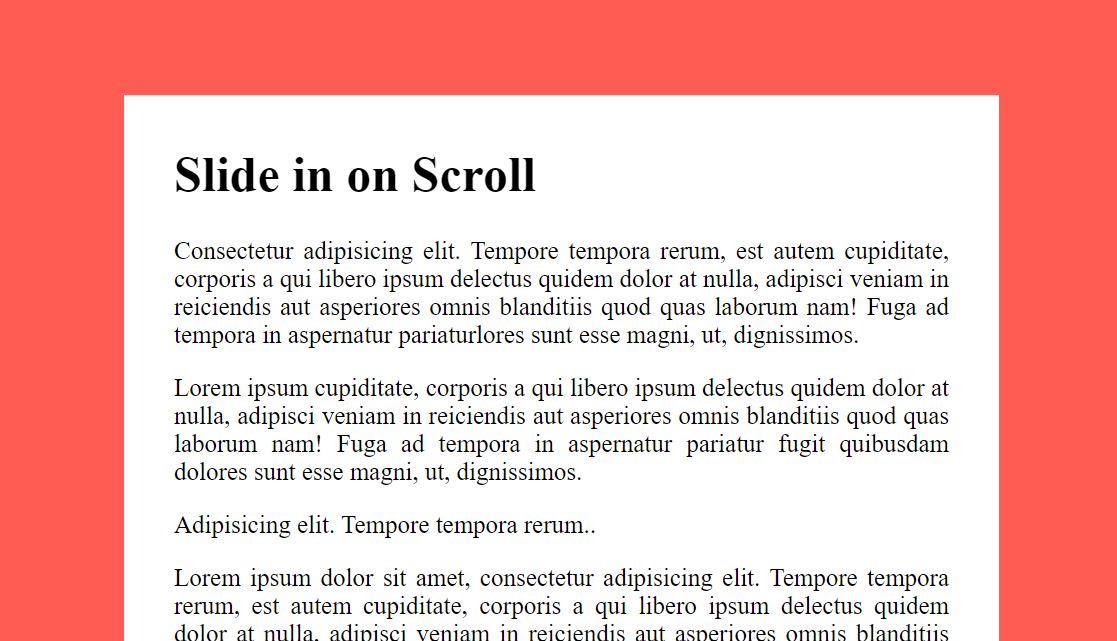 Slide in on Scroll
Consectetur adipisicing elit. Tempore tempora rerum, est autem cupiditate,
corporis a qui libero ipsum delectus quidem dolor at nulla, adipisci veniam in
reiciendis aut asperiores omnis blanditiis quod quas laborum nam! Fuga ad
tempora in aspernatur pariaturlores sunt esse magni, ut, dignissimos.
Lorem ipsum cupiditate, corporis a qui libero ipsum delectus quidem dolor at
nulla, adipisci veniam in reiciendis aut asperiores omnis blanditiis quod quas
laborum nam! Fuga ad tempora in aspernatur pariatur fugit quibusdam
dolores sunt esse magni, ut, dignissimos.
Adipisicing elit. Tempore tempora rerum..
Lorem ipsum dolor sit amet, consectetur adipisicing elit. Tempore tempora
rerum, est autem cupiditate, corporis a qui libero ipsum delectus quidem
dolor at nulla, adipisci veniam in reiciendis aut asperiores omnis blanditiis